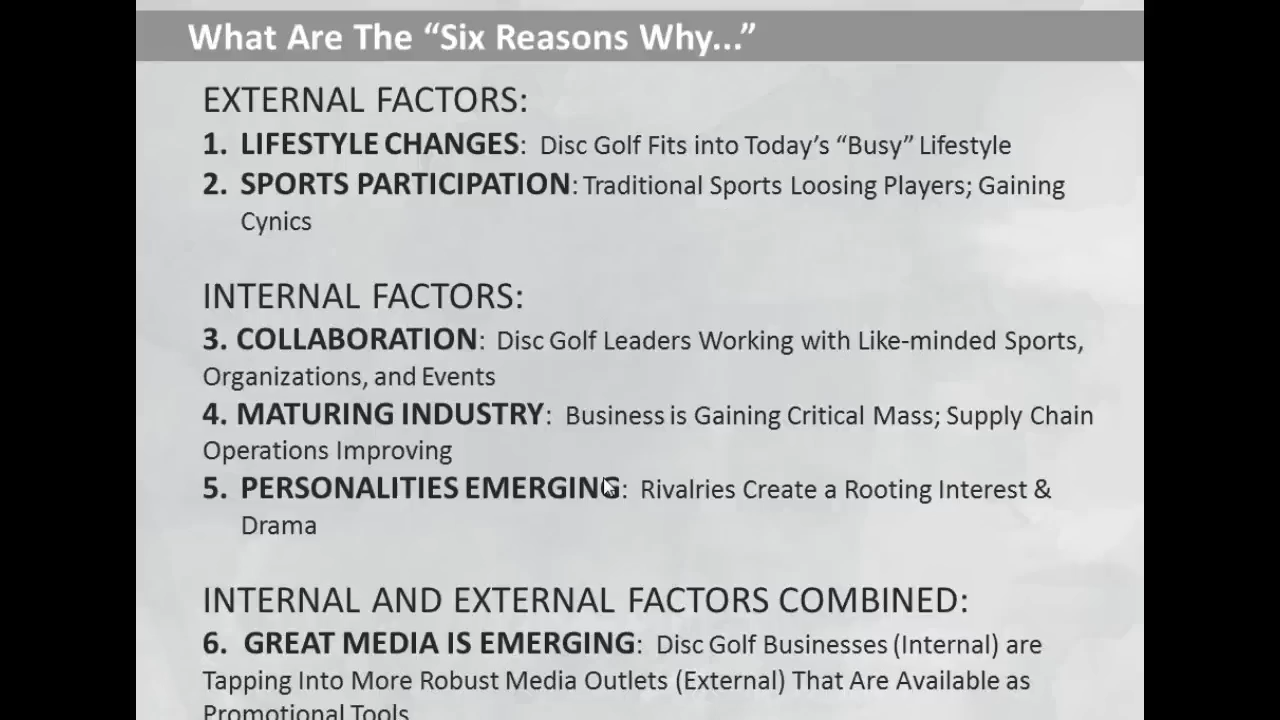 What Are The “Six Reasons Why...”
EXTERNAL FACTORS:
1. LIFESTYLE CHANGES: Disc Golf Fits into Today’s “Busy” Lifestyle
2. SPORTS PARTICIPATION: Traditional Sports Loosing Players; Gaining
Cynics
INTERNAL FACTORS:
3. COLLABORATION: Disc Golf Leaders Working with Like-minded Sports,
Organizations, and Events
4. MATURING INDUSTRY: Business is Gaining Critical Mass; Supply Chain
Operations Improving
5. PERSONALITIES EMERGING: Rivalries Create a Rooting Interest &
Drama
INTERNAL AND EXTERNAL FACTORS COMBINED:
6. GREAT MEDIA IS EMERGING: Disc Golf Businesses (Internal) are
Tapping Into More Robust Media Outlets (External) That Are Available as
Promotional Tools